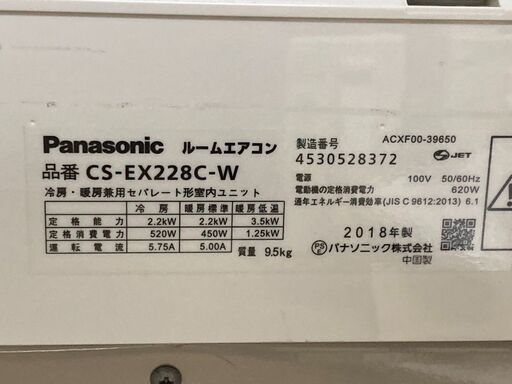 Panasonic ルームエアコン
品番 CS-EX228C-W
冷房・暖房兼用セパレート形室内ユニット
冷房 暖房標準 暖房低温
定格能力 2.2kW 2.2kW 3.5kW
定格消費電力 520W 450W 1.25kW
運転電流 5.75A 5.00A
質量 9.5kg
ACXF00-39650
製造番号
4530528372
JET
電源 100V 50/60Hz
電動機の定格消費電力 620W
通年エネルギー消費効率(JIS C 9612:2013) 6.1
2018年製
PSE パナソニック株式会社
中国製